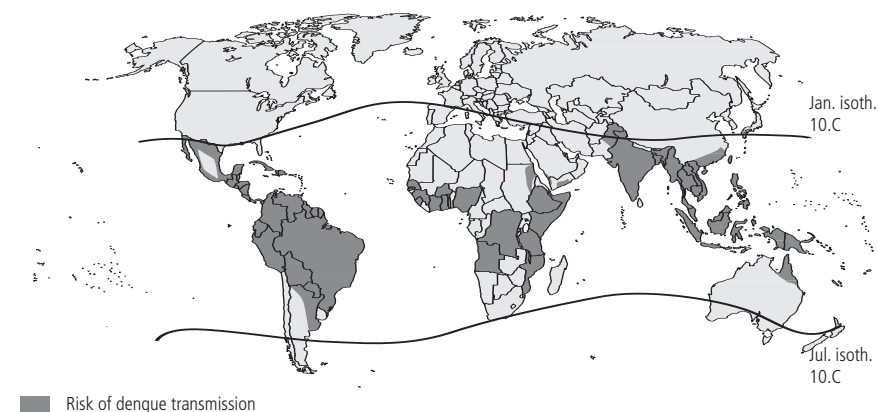 Jan. isoth.
10.C
Jul. isoth.
10.C
Risk of dengue transmission